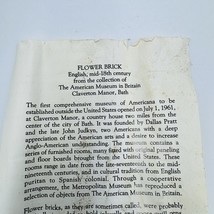 FLOWER BRICK
English, mid-18th century
from the collection of
The American Museum in Britain
Claverton Manor, Bath
The first comprehensive museum of Americana to be
established outside the United States opened on July 1, 1961,
at Claverton Manor, a country house two miles from the
center of the city of Bath. It was founded by Dallas Pratt
and the late John Judkyn, two Americans with a deep
appreciation of the American arts and a desire to increase
Anglo-American understanding. The museum contains a
series of furnished rooms, many fitted with original paneling
and floor boards brought from the United States. These
rooms range in date from the late-seventeenth to the mid-
nineteenth century, and in cultural tradition from English
Puritan to Spanish colonial. Through a cooperative
arrangement, the Metropolitan Museum has reproduced a
selection of objects from The American Museum in Britain.
Flower bricks, as they are sometimes called, were probably